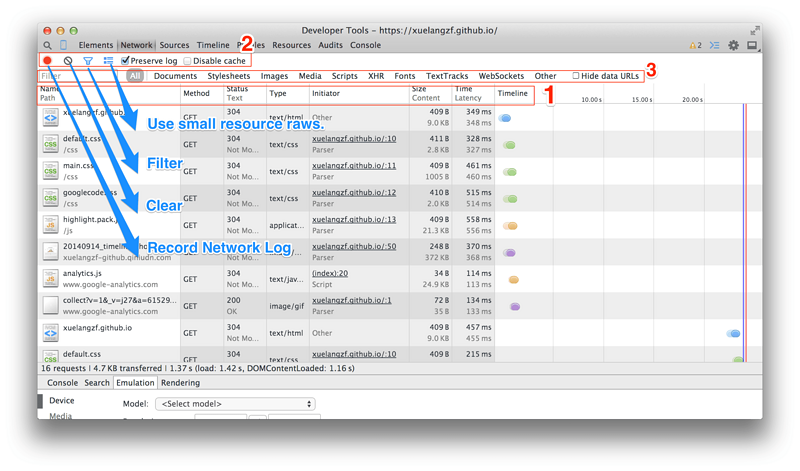 Developer Tools - https://xuelangzf.github.io/
Elements Network Sources Timeline Profiles Resources Audits Console 2
2
Preserve log Disable cache
Filter All Documents Stylesheets Images Media Scripts XHR Fonts TextTracks WebSockets Other Hide data URLs 3
Name Path Method Status Text Type Initiator Size Content Time Latency Timeline 1 10.00 s 15.00 s 20.00 s
xuelangzf.github GET 304 Not Mo... text/html Other 409 B 9.0 KB 349 ms 348 ms
default.css /css GET 304 Not Mo... text/css xuelangzf.github.io/:10 Parser 411 B 2.8 KB 328 ms 327 ms
Use small resource raws.
main.css /css GET 304 Not Mo... text/css xuelangzf.github.io/:11 Parser 409 B 1005 B 461 ms 460 ms
Filter
googlecode.css /css GET 304 Not Mo... text/css xuelangzf.github.io/:12 Parser 410 B 2.0 KB 515 ms 514 ms
Clear
highlight.pack.js /js GET 304 Not Mo... applicat... xuelangzf.github.io/:13 Parser 409 B 21.3 KB 558 ms 556 ms
Record Network Log
20140914_timeline xuelangzf-github.qiniudn.com GET 304 Not Mo... xuelangzf.github.io/:50 Parser 248 B 372 KB 370 ms 368 ms
analytics.js www.google-analytics.com GET 304 Not Mo... text/jav... (index):20 Script 34 B 24.9 KB 114 ms 113 ms
collect?v=1&_v=j27&a=61529... www.google-analytics.com GET 200 OK image/gif xuelangzf.github.io/:1 Parser 72 B 35 B 134 ms 133 ms
xuelangzf.github.io GET 304 Not Mo... text/html Other 409 B 9.0 KB 457 ms 455 ms
default.css GET 304 text/css xuelangzf.github.io/:10 409 B 215 ms
16 requests | 4.7 KB transferred | 1.37 s (load: 1.42 s, DOMContentLoaded: 1.16 s)
Console Search Emulation Rendering
Device Model: <Select model>
Media